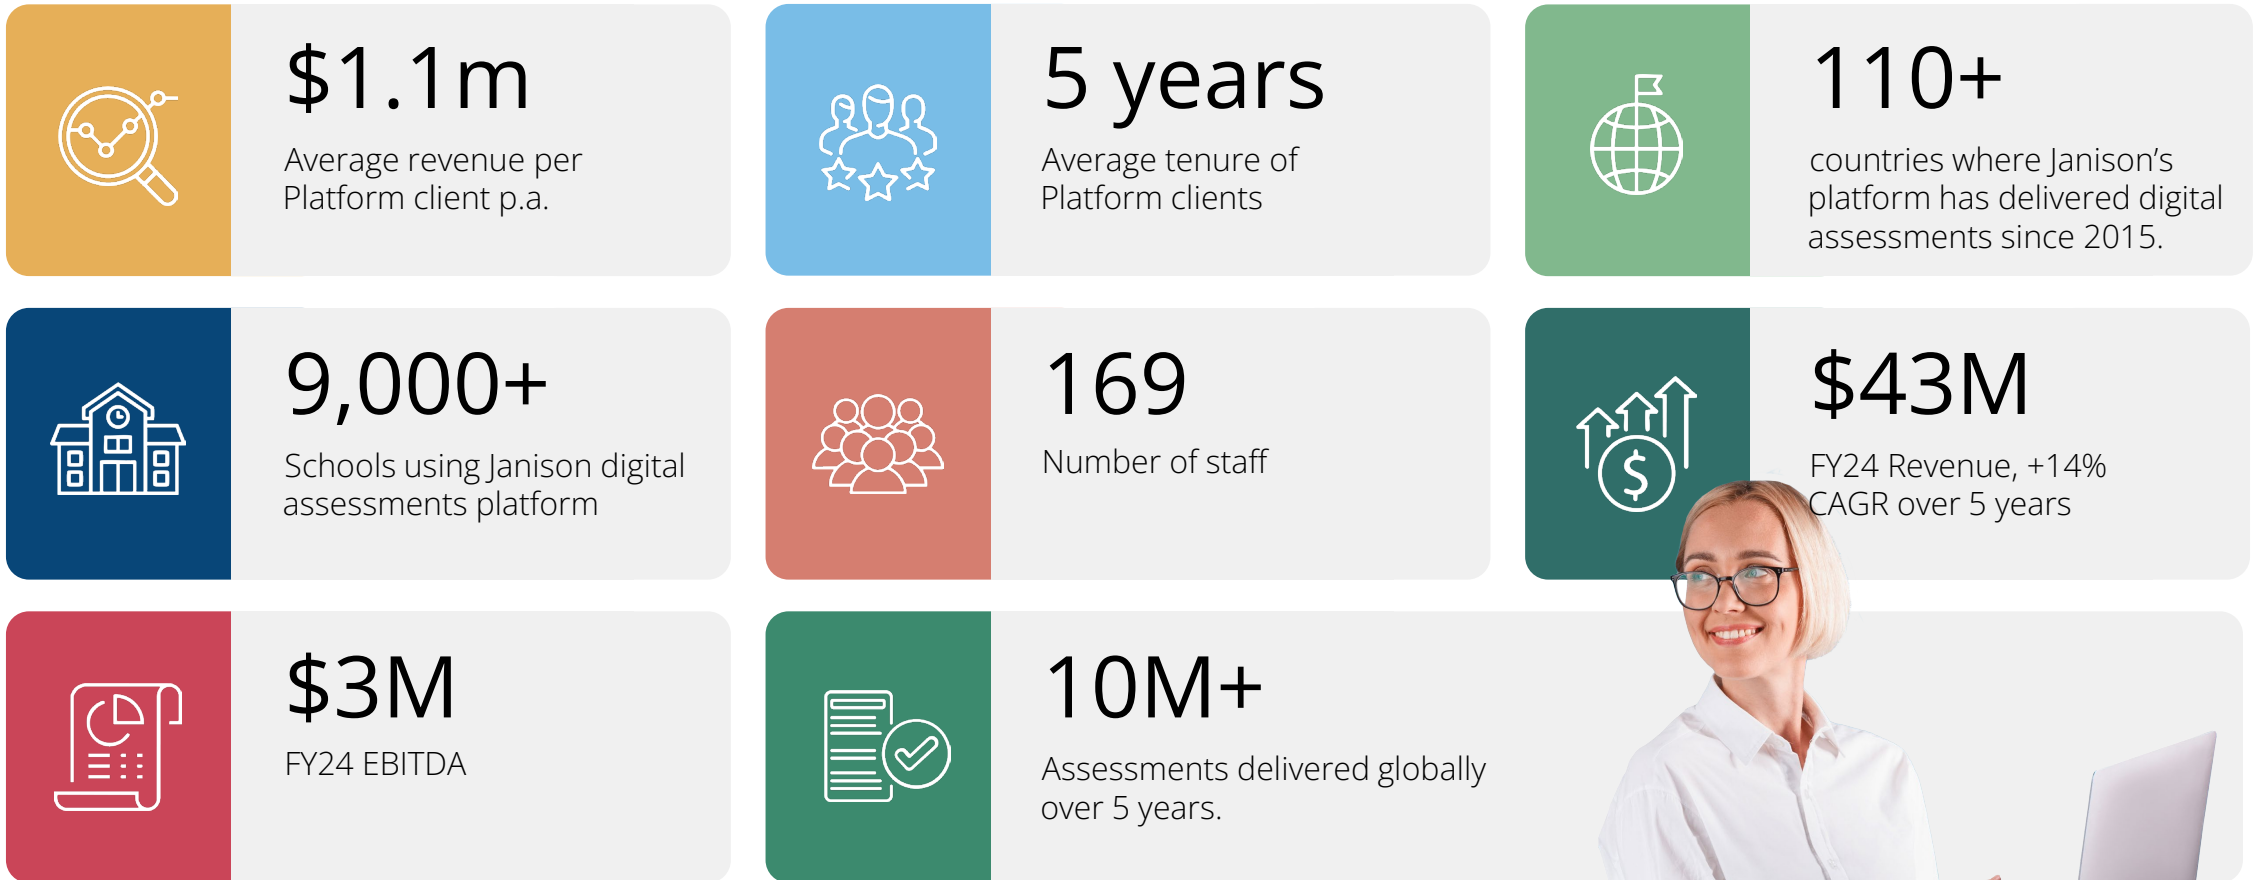 $1.1m
Average revenue per
Platform client p.a.
5 years
Average tenure of
Platform clients
110+
countries where Janison’s
platform has delivered digital
assessments since 2015.
9,000+
Schools using Janison digital
assessments platform
169
Number of staff
$43M
FY24 Revenue, +14%
CAGR over 5 years
$3M
FY24 EBITDA
10M+
Assessments delivered globally
over 5 years.